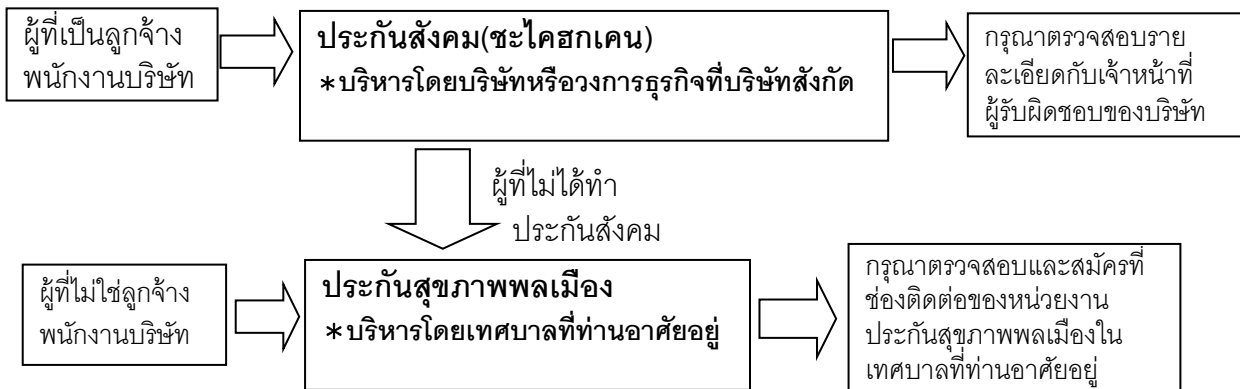 ผู้ที่เป็นลูกจ้าง
พนักงานบริษัท
ประกันสังคม(ชะไคฮกเคน)
*บริหารโดยบริษัทหรือวงการธุรกิจที่บริษัทสังกัด
กรุณาตรวจสอบราย
ละเอียดกับเจ้าหน้าที่
ผู้รับผิดชอบของบริษัท
ผู้ที่ไม่ได้ทำ
ประกันสังคม
ผู้ที่ไม่ใช่ลูกจ้าง
พนักงานบริษัท
ประกันสุขภาพพลเมือง
*บริหารโดยเทศบาลที่ท่านอาศัยอยู่
กรุณาตรวจสอบและสมัครที่
ช่องติดต่อของหน่วยงาน
ประกันสุขภาพพลเมืองใน
เทศบาลที่ท่านอาศัยอยู่